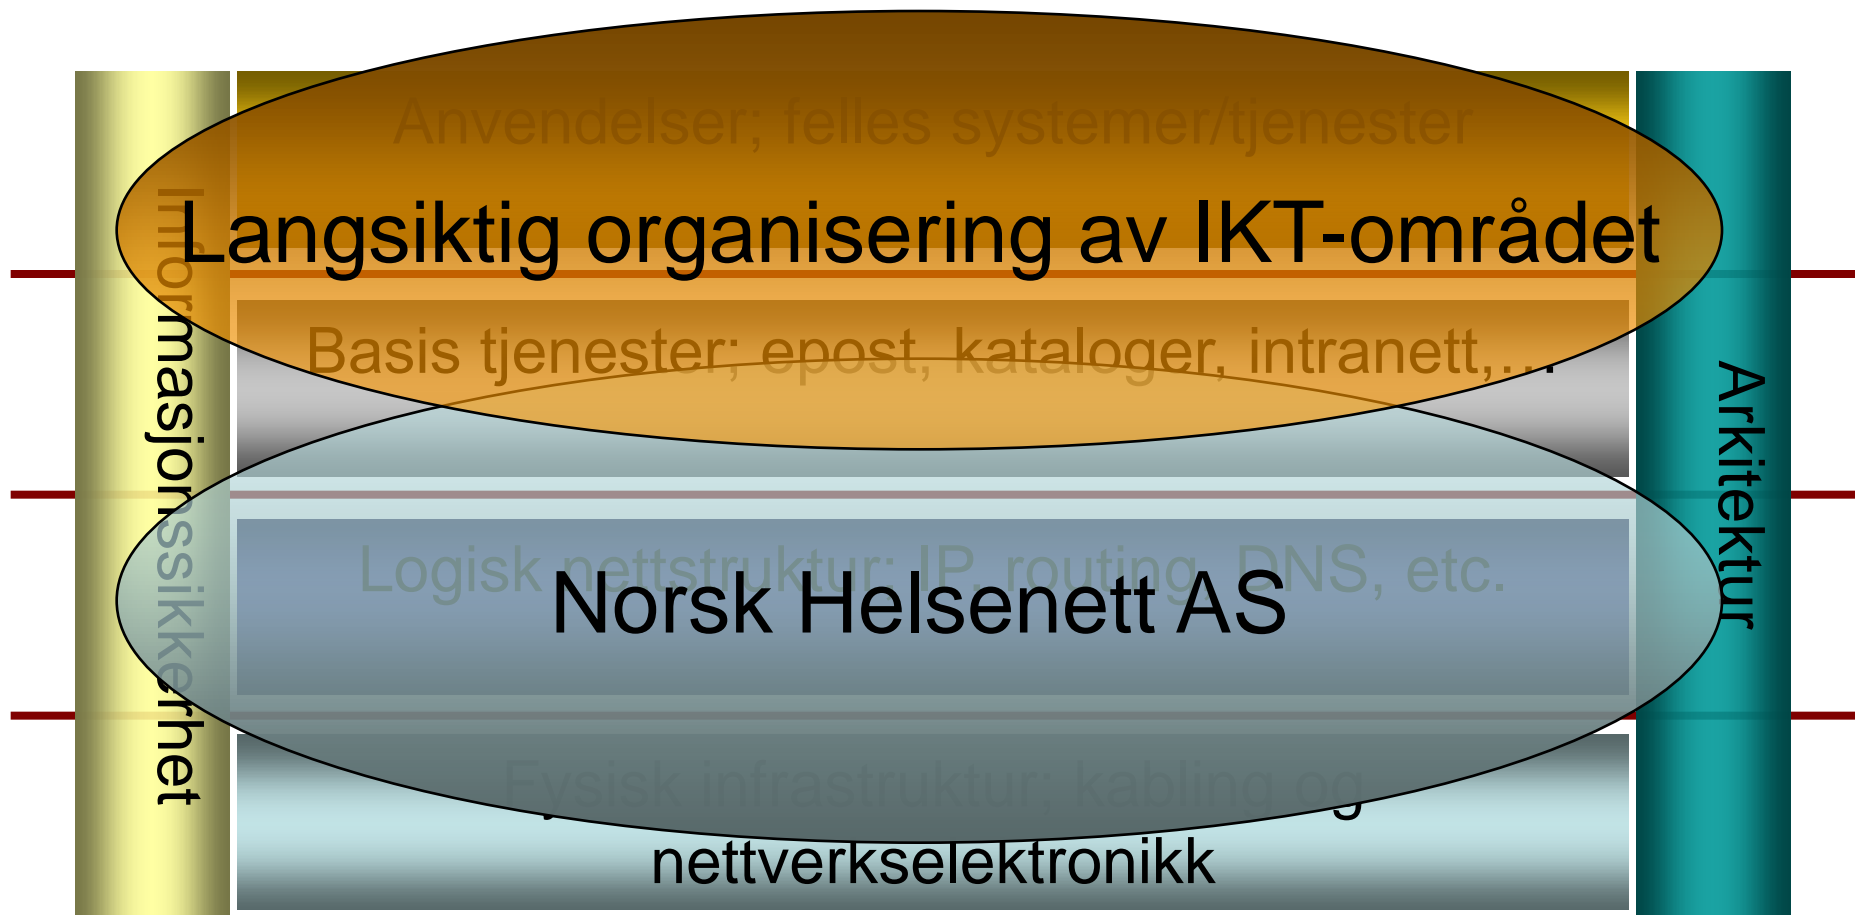 Anvendelser; felles systemer/tjenester
Langsiktig organisering av IKT-området
Basis tjenester; epost, kataloger, intranett,…
Logisk nettstruktur; IP, routing, DNS, etc.
Norsk Helsenett AS
Fysisk infrastruktur; kabling og
nettverkselektronikk
Informasjonssikkerhet
Arkitektur